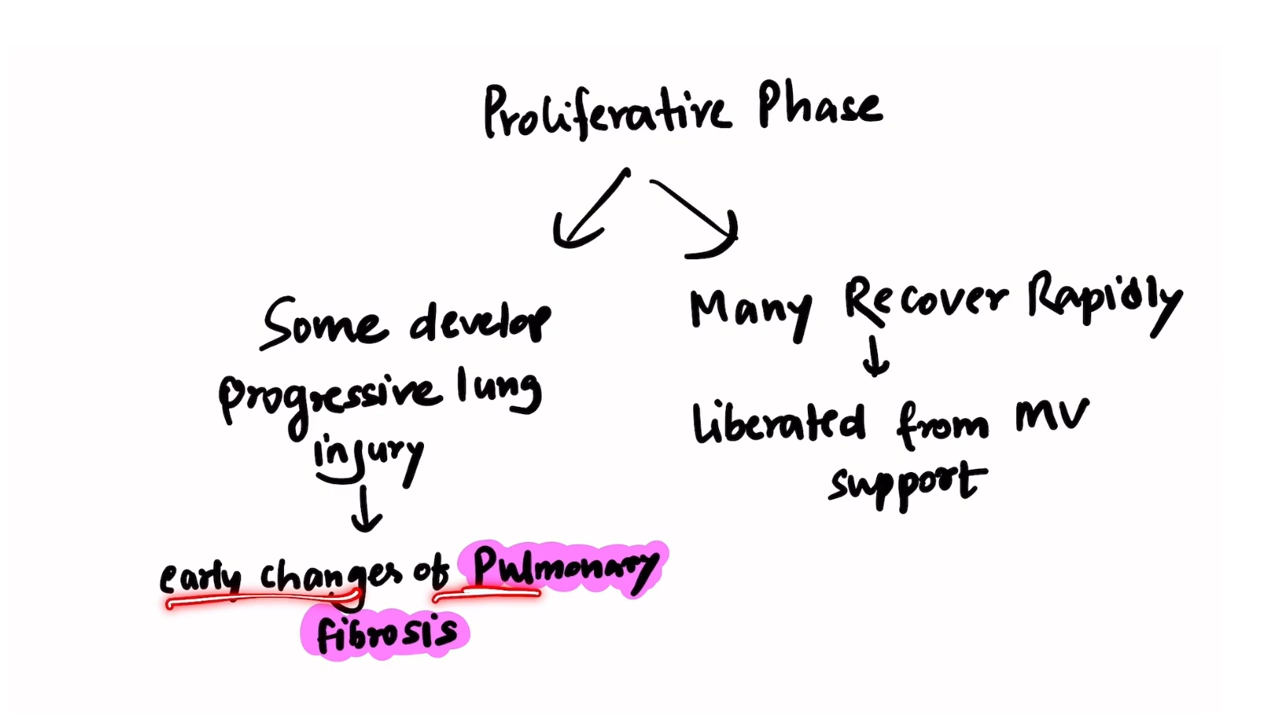 Proliferative Phase
Some develop
progressive lung
injury
early changes of Pulmonary
fibrosis
Many Recover Rapidly
liberated from MV
support